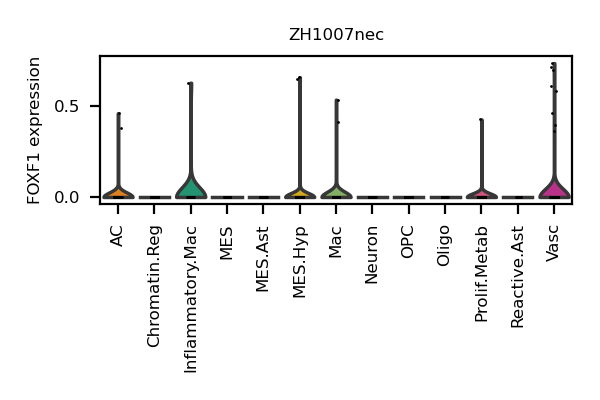 ZH1007nec
FOXF1 expression
0.5
0.0
AC
Chromatin.Reg
Inflammatory.Mac
MES
MES.Ast
MES.Hyp
Mac
Neuron
OPC
Oligo
Prolif.Metab
Reactive.Ast
Vasc